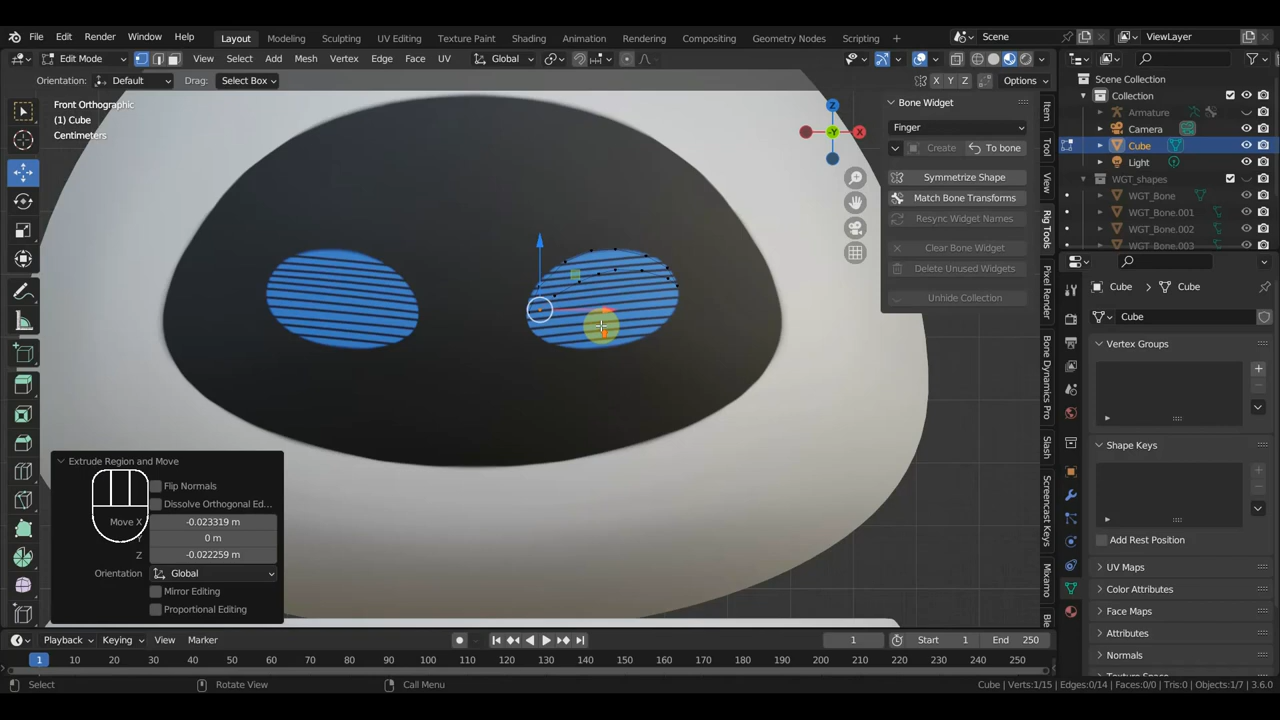 File Edit Render Window Help Layout Modeling Sculpting UV Editing Texture Paint Shading Animation Rendering Compositing Geometry Nodes Scripting + Scene ViewLayer
Edit Mode View Select Add Mesh Vertex Edge Face UV Global
Orientation: Default Drag: Select Box X Y Z Options
Scene Collection
Collection
Armature
Camera
Cube
Light
WGT_shapes
WGT_Bone
WGT_Bone.001
WGT_Bone.002
WGT_Bone.003
Front Orthographic
(1) Cube
Centimeters
Z
-Y
X
Bone Widget
Finger
Create To bone
Symmetrize Shape
Match Bone Transforms
Resync Widget Names
Clear Bone Widget
Delete Unused Widgets
Unhide Collection
Item
Tool
View
Rig Tools
Pixel Render
Bone Dynamics Pro
Slash
Screencast Keys
Mixamo
Ble
Cube Cube
Cube
Vertex Groups
Shape Keys
Add Rest Position
UV Maps
Color Attributes
Face Maps
Attributes
Normals
Extrude Region and Move
Flip Normals
Dissolve Orthogonal Ed...
Move X -0.023319 m
Y 0 m
Z -0.022259 m
Orientation Global
Mirror Editing
Proportional Editing
Playback Keying View Marker 1 Start 1 End 250
1 10 20 30 40 50 60 70 80 90 100 110 120 130 140 150 160 170 180 190 200 210 220 230 240 250
Select Rotate View Call Menu Cube | Verts:1/15 | Edges:0/14 | Faces:0/0 | Tris:0 | Objects:1/7 | 3.6.0